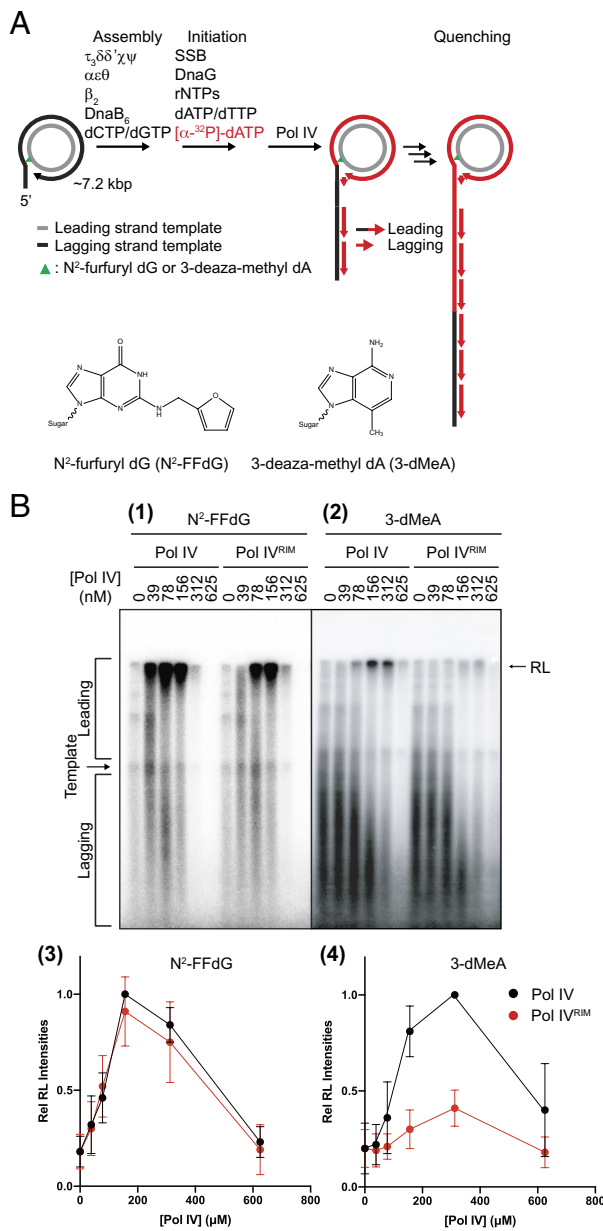 A
Assembly Initiation Quenching
τ3δδ'χψ SSB
αεθ DnaG
β2 rNTPs
DnaB6 dATP/dTTP
dCTP/dGTP [α-32P]-dATP Pol IV
~7.2 kbp
5'
Leading strand template
Lagging strand template
: N2-furfuryl dG or 3-deaza-methyl dA
Leading
Lagging
O
N
NH
N
N
N
H
O
Sugar
NH2
N
N
N
CH3
Sugar
N2-furfuryl dG (N2-FFdG) 3-deaza-methyl dA (3-dMeA)
B
(1) (2)
N2-FFdG 3-dMeA
Pol IV Pol IVRIM Pol IV Pol IVRIM
[Pol IV]
(nM)
0 39 78 156 312 625 0 39 78 156 312 625 0 39 78 156 312 625 0 39 78 156 312 625
RL
Leading
Template
Lagging
(3) N2-FFdG
Rel RL Intensities
1.0
0.5
0.0
0 200 400 600 800
[Pol IV] (µM)
(4) 3-dMeA
Pol IV
Pol IVRIM
Rel RL Intensities
1.0
0.5
0.0
0 200 400 600 800
[Pol IV] (µM)